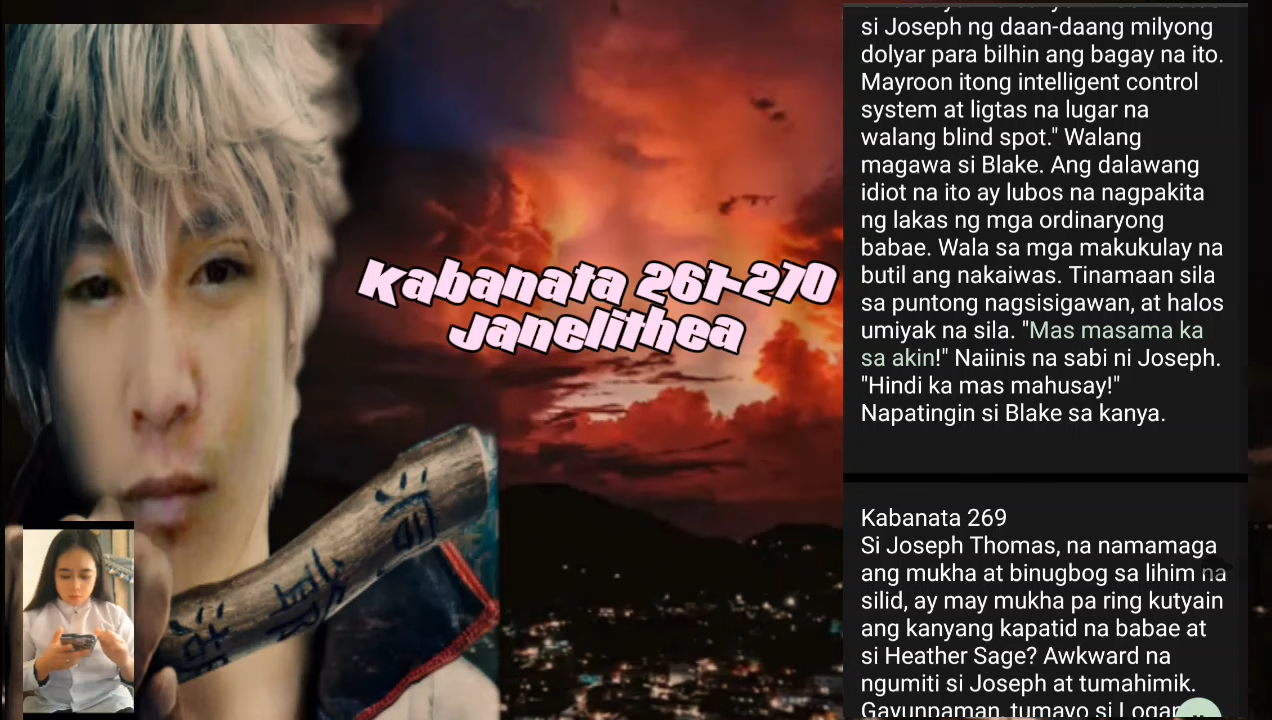 Kabanata 261-270
Janelithea
si Joseph ng daan-daang milyong
dolyar para bilhin ang bagay na ito.
Mayroon itong intelligent control
system at ligtas na lugar na
walang blind spot." Walang
magawa si Blake. Ang dalawang
idiot na ito ay lubos na nagpakita
ng lakas ng mga ordinaryong
babae. Wala sa mga makukulay na
butil ang nakaiwas. Tinamaan sila
sa puntong nagsisigawan, at halos
umiyak na sila. "Mas masama ka
sa akin!" Naiinis na sabi ni Joseph.
"Hindi ka mas mahusay!"
Napatingin si Blake sa kanya.
Kabanata 269
Si Joseph Thomas, na namamaga
ang mukha at binugbog sa lihim na
silid, ay may mukha pa ring kutyain
ang kanyang kapatid na babae at
si Heather Sage? Awkward na
ngumiti si Joseph at tumahimik.
Gayunpaman, tumayo si Logan